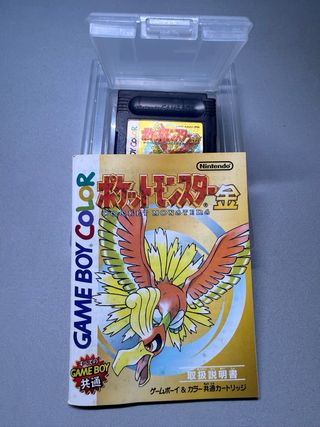 GAME BOY COLOR
Nintendo
ポケットモンスター金
POCKET MONSTERS
GAME BOY
共通
取扱説明書
ゲームボーイ&カラー共通カートリッジ